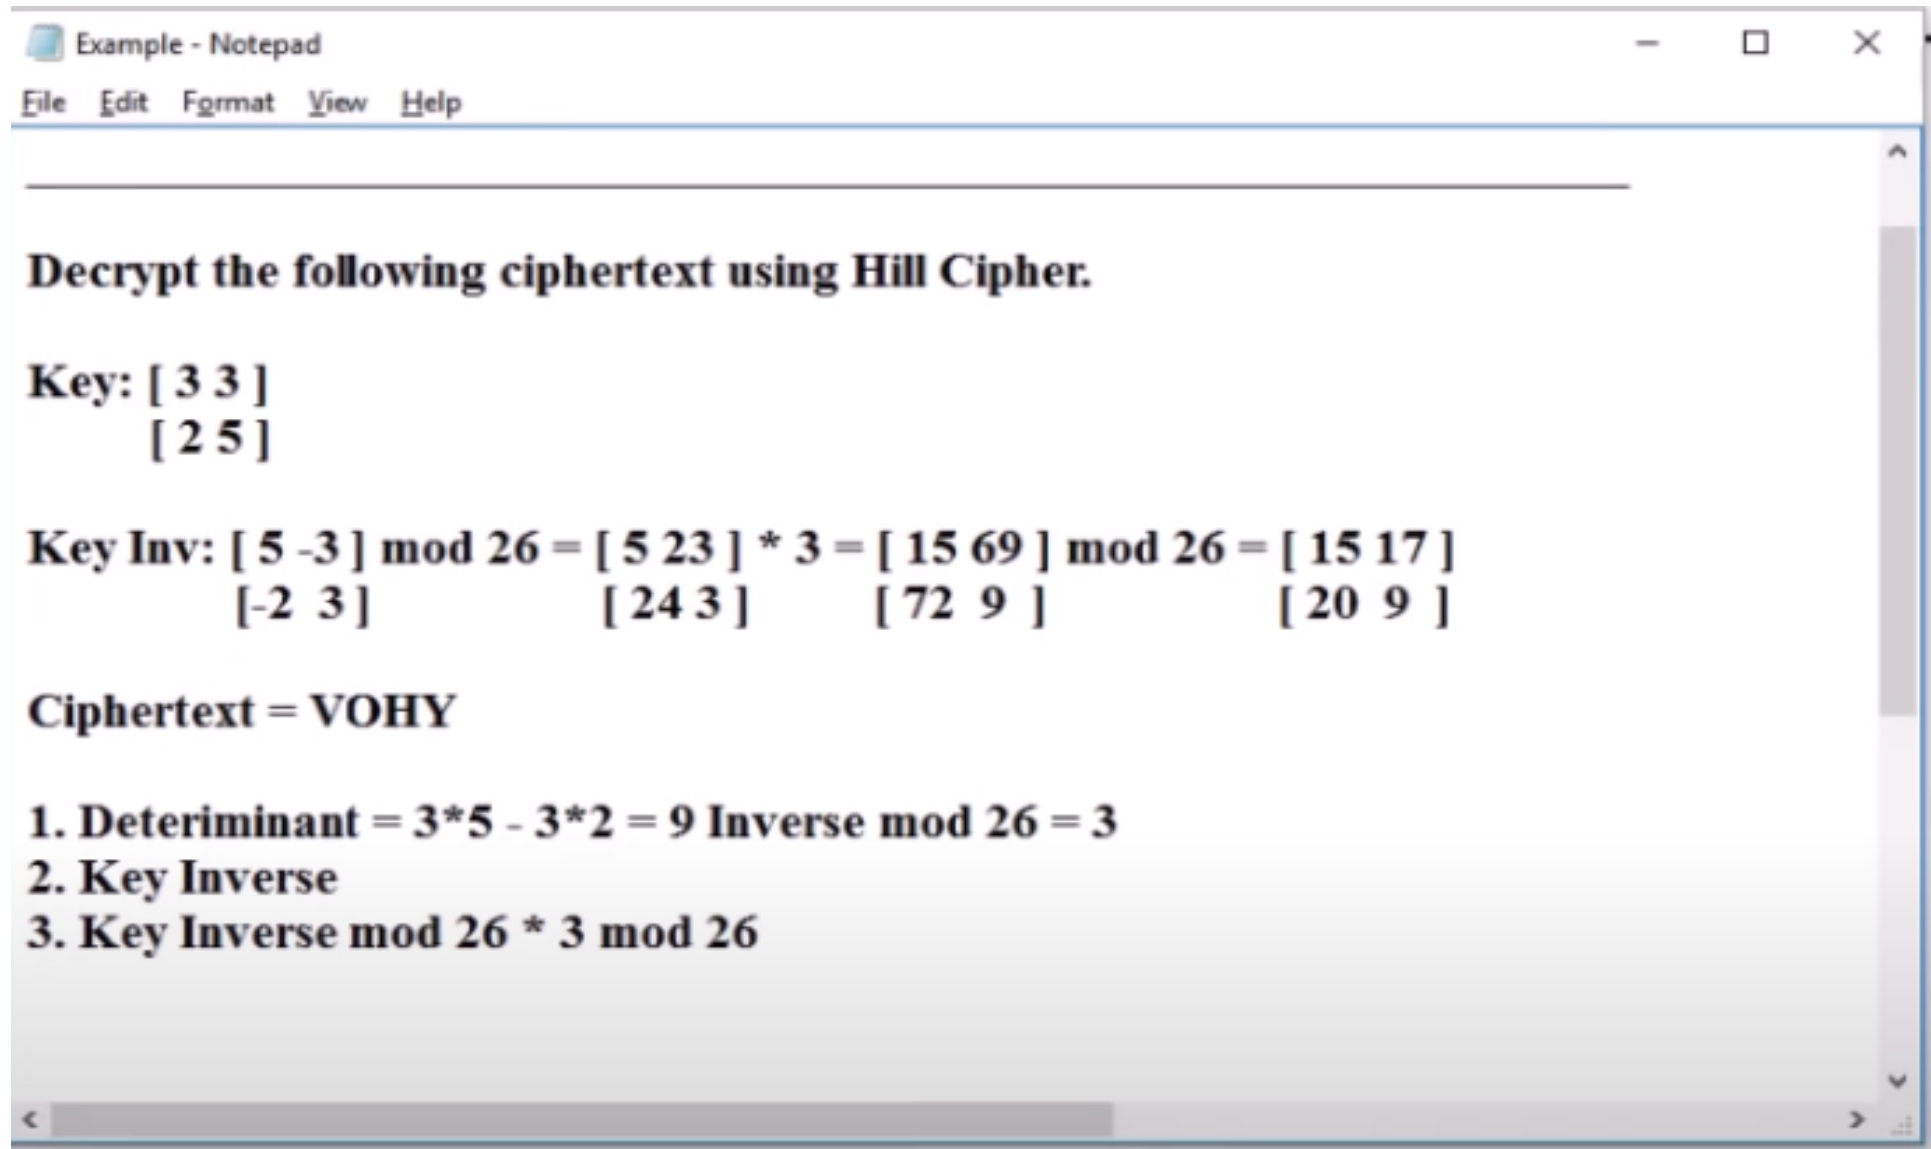 Example - Notepad
File Edit Format View Help
Decrypt the following ciphertext using Hill Cipher.
Key: [ 3 3 ]
[ 2 5 ]
Key Inv: [ 5 -3 ] mod 26 = [ 5 23 ] * 3 = [ 15 69 ] mod 26 = [ 15 17 ]
[-2 3 ] [ 24 3 ] [ 72 9 ] [ 20 9 ]
Ciphertext = VOHY
1. Deteriminant = 3*5 - 3*2 = 9 Inverse mod 26 = 3
2. Key Inverse
3. Key Inverse mod 26 * 3 mod 26